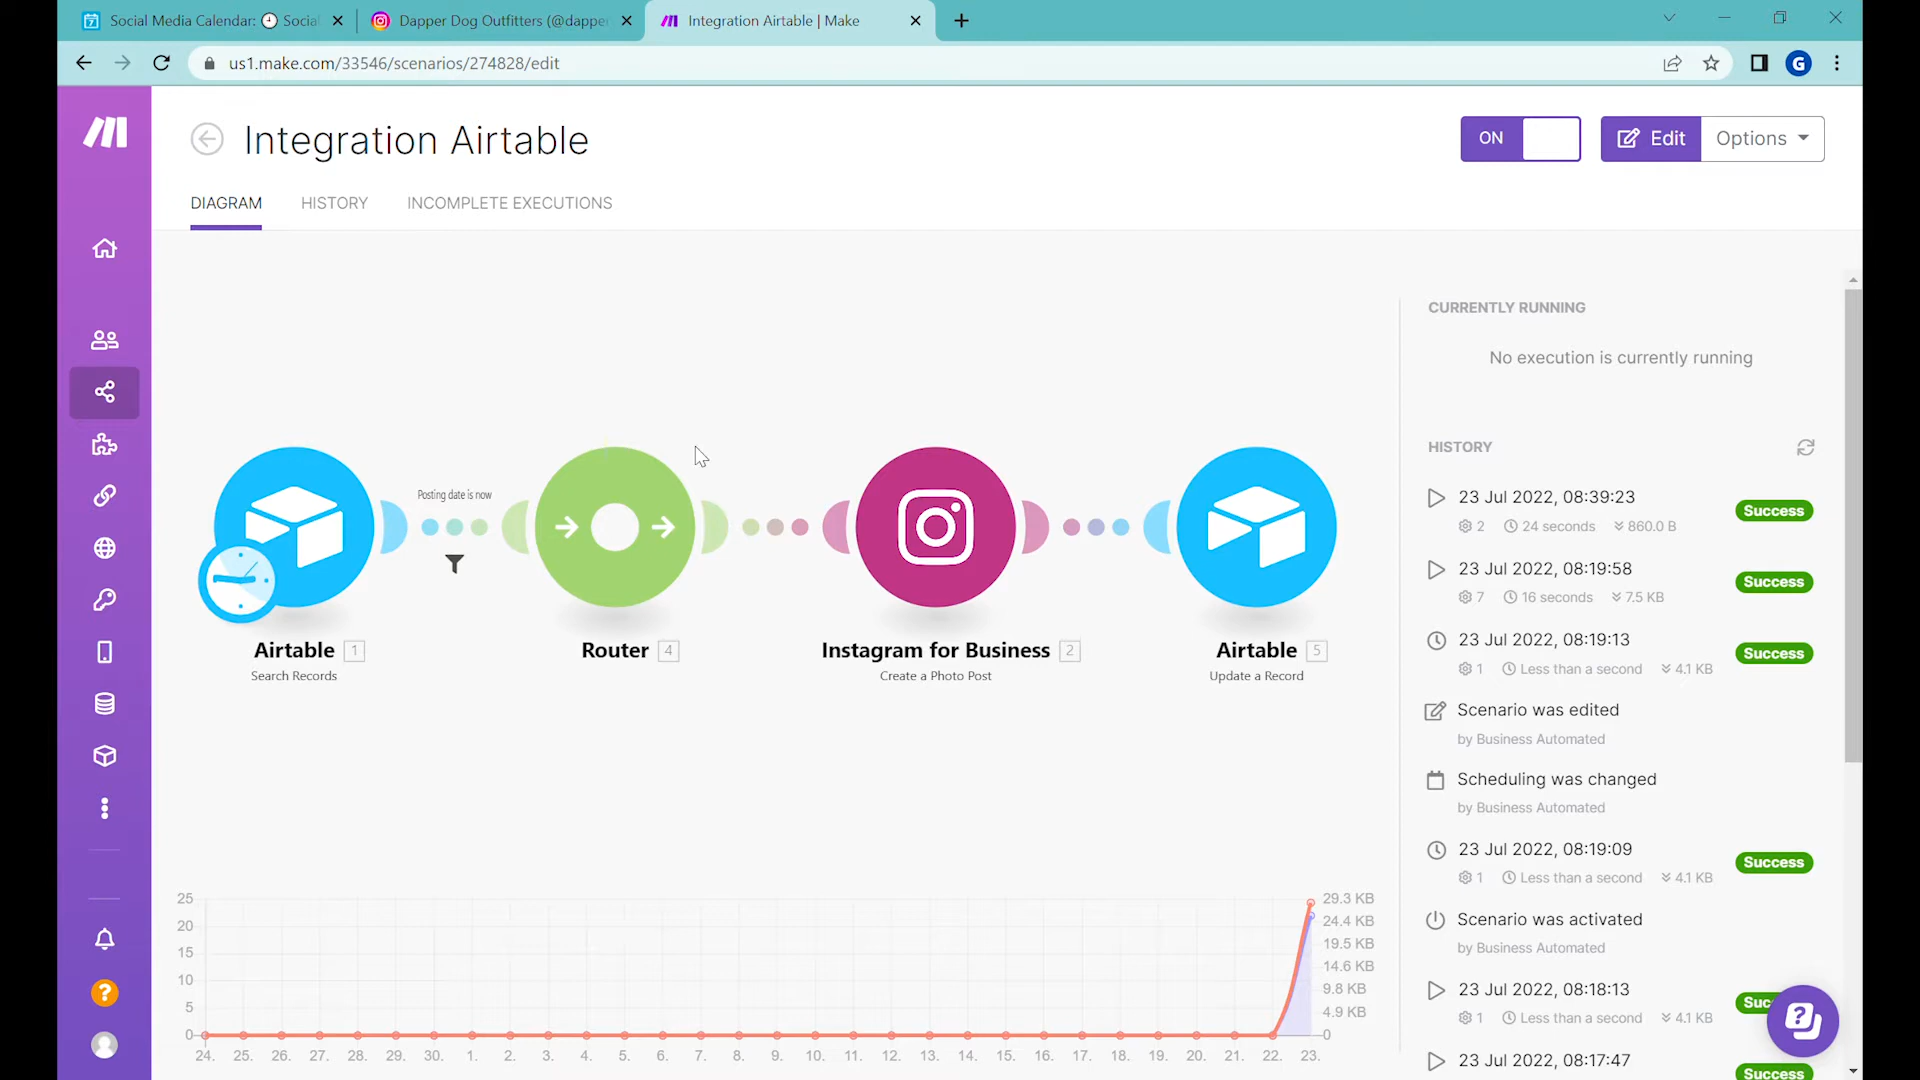 Social Media Calendar: Social
Dapper Dog Outfitters (@dapper
Integration Airtable | Make
us1.make.com/33546/scenarios/274828/edit
G
Integration Airtable
ON
Edit
Options
DIAGRAM
HISTORY
INCOMPLETE EXECUTIONS
Posting date is now
Airtable 1
Search Records
Router 4
Instagram for Business 2
Create a Photo Post
Airtable 5
Update a Record
CURRENTLY RUNNING
No execution is currently running
HISTORY
23 Jul 2022, 08:39:23
2 24 seconds 860.0 B
Success
23 Jul 2022, 08:19:58
7 16 seconds 7.5 KB
Success
23 Jul 2022, 08:19:13
1 Less than a second 4.1 KB
Success
Scenario was edited
by Business Automated
Scheduling was changed
by Business Automated
23 Jul 2022, 08:19:09
1 Less than a second 4.1 KB
Success
Scenario was activated
by Business Automated
23 Jul 2022, 08:18:13
1 Less than a second 4.1 KB
Suc
23 Jul 2022, 08:17:47
Success
25
20
15
10
5
0
29.3 KB
24.4 KB
19.5 KB
14.6 KB
9.8 KB
4.9 KB
0
24. 25. 26. 27. 28. 29. 30. 1. 2. 3. 4. 5. 6. 7. 8. 9. 10. 11. 12. 13. 14. 15. 16. 17. 18. 19. 20. 21. 22. 23.
?
?